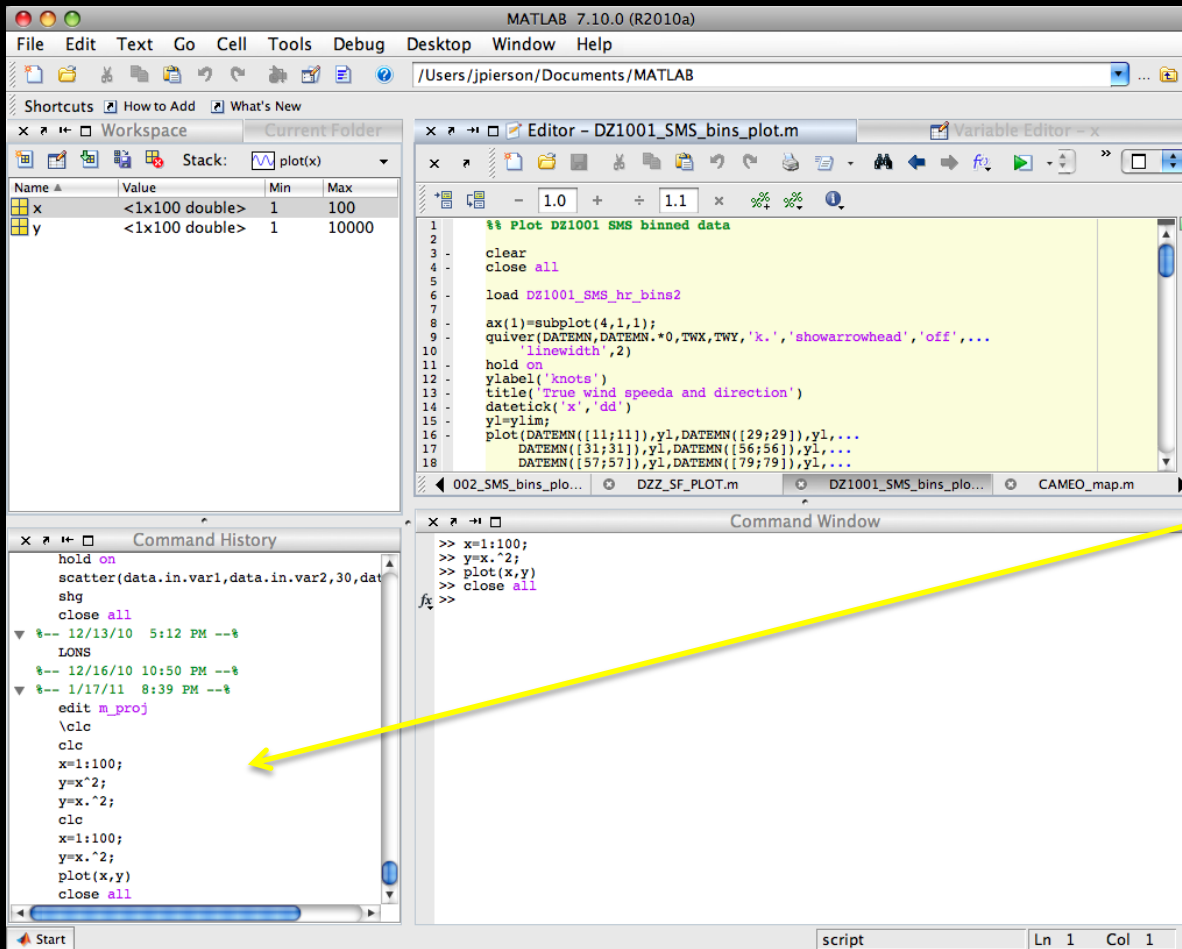 MATLAB 7.10.0 (R2010a)
File Edit Text Go Cell Tools Debug Desktop Window Help
/Users/jpierson/Documents/MATLAB
...
Shortcuts How to Add What's New
Workspace Current Folder
Stack: plot(x)
Name Value Min Max
x <1x100 double> 1 100
y <1x100 double> 1 10000
Editor – DZ1001_SMS_bins_plot.m Variable Editor – x
»
− 1.0 + ÷ 1.1 ×
1 %% Plot DZ1001 SMS binned data
2
3 - clear
4 - close all
5
6 - load DZ1001_SMS_hr_bins2
7
8 - ax(1)=subplot(4,1,1);
9 - quiver(DATEMN,DATEMN.*0,TWX,TWY,'k.','showarrowhead','off',...
10 'linewidth',2)
11 - hold on
12 - ylabel('knots')
13 - title('True wind speeda and direction')
14 - datetick('x','dd')
15 - yl=ylim;
16 - plot(DATEMN([11;11]),yl,DATEMN([29;29]),yl,...
17 DATEMN([31;31]),yl,DATEMN([56;56]),yl,...
18 DATEMN([57;57]),yl,DATEMN([79;79]),yl,...
002_SMS_bins_plo... DZZ_SF_PLOT.m DZ1001_SMS_bins_plo... CAMEO_map.m
Command History
hold on
scatter(data.in.var1,data.in.var2,30,dat
shg
close all
%-- 12/13/10 5:12 PM --%
LONS
%-- 12/16/10 10:50 PM --%
%-- 1/17/11 8:39 PM --%
edit m_proj
\clc
clc
x=1:100;
y=x^2;
y=x.^2;
clc
x=1:100;
y=x.^2;
plot(x,y)
close all
Command Window
>> x=1:100;
>> y=x.^2;
>> plot(x,y)
>> close all
fx >>
Start script Ln 1 Col 1